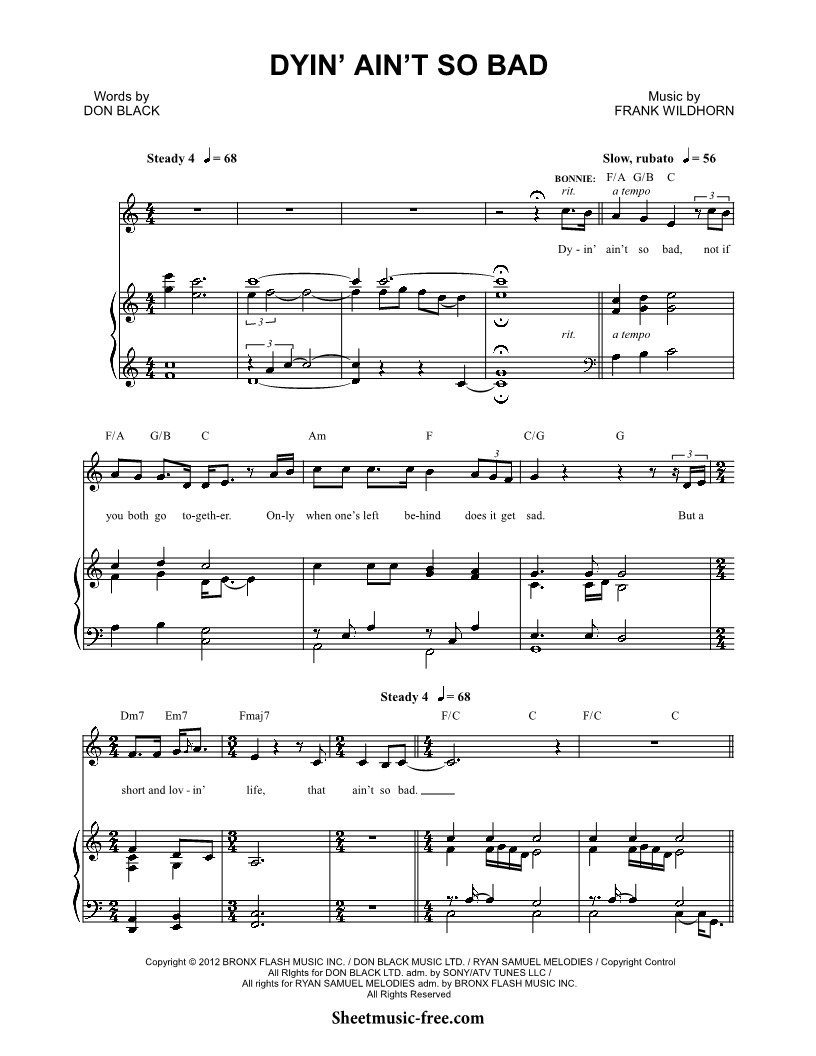 DYIN' AIN'T SO BAD
Words by
DON BLACK
Music by
FRANK WILDHORN
Steady 4 ♩ = 68
Slow, rubato ♩ = 56
BONNIE: F/A G/B C
rit. a tempo
3
Dy - in' ain't so bad, not if
rit. a tempo
3
3
F/A G/B C Am F C/G G
3 3
you both go to-geth-er. On-ly when one's left be-hind does it get sad. But a
Steady 4 ♩ = 68
Dm7 Em7 Fmaj7 F/C C F/C C
short and lov - in' life, that ain't so bad.
Copyright © 2012 BRONX FLASH MUSIC INC. / DON BLACK MUSIC LTD. / RYAN SAMUEL MELODIES / Copyright Control
All RIghts for DON BLACK LTD. adm. by SONY/ATV TUNES LLC /
All rights for RYAN SAMUEL MELODIES adm. by BRONX FLASH MUSIC INC.
All Rights Reserved
Sheetmusic-free.com